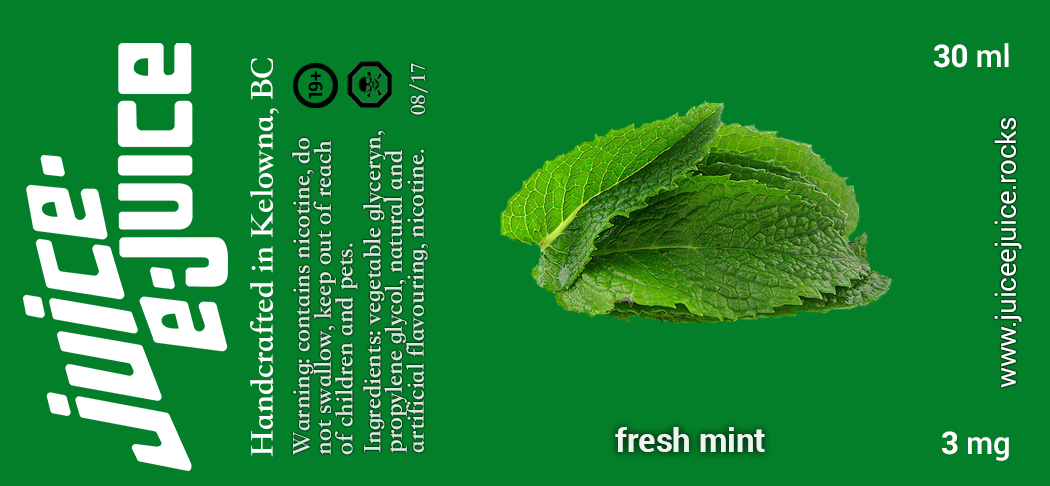 juice·
e·juice
Handcrafted in Kelowna, BC
Warning: contains nicotine, do
not swallow, keep out of reach
of children and pets.
Ingredients: vegetable glyceryn,
propylene glycol, natural and
artificial flavouring, nicotine.
19+
08/17
fresh mint
30 ml
www.juiceejuice.rocks
3 mg